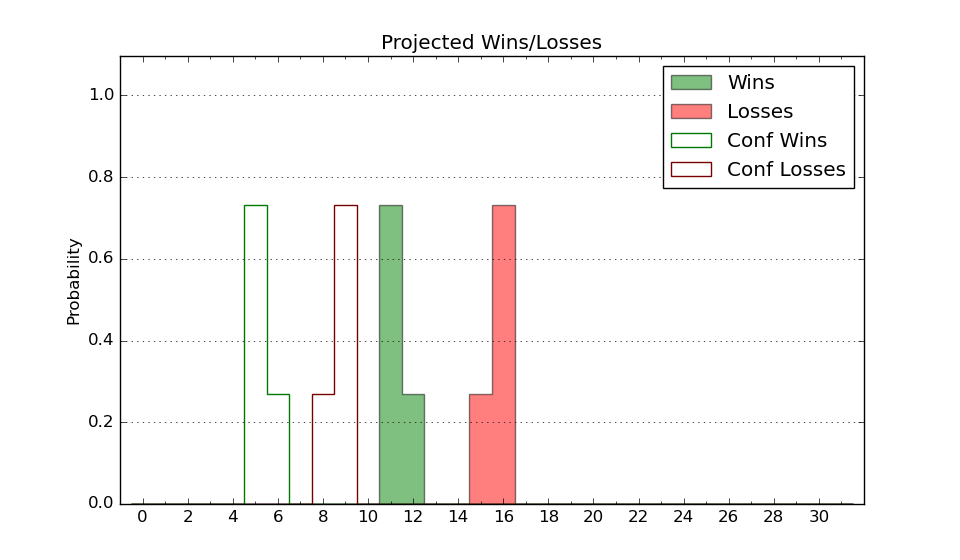 Projected Wins/Losses
Wins
Losses
Conf Wins
Conf Losses
Probability
1.0
0.8
0.6
0.4
0.2
0.0
0 2 4 6 8 10 12 14 16 18 20 22 24 26 28 30